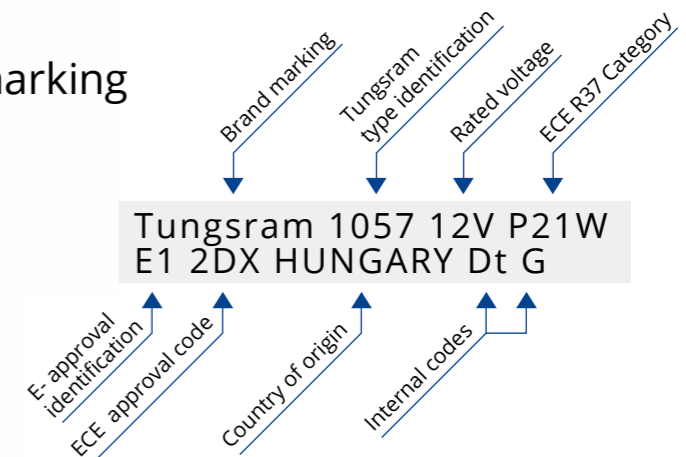 arking
Brand marking
Tungsram
type identification
Rated voltage
ECE R37 Category
Tungsram 1057 12V P21W
E1 2DX HUNGARY Dt G
E- approval
identification
ECE approval code
Country of origin
Internal codes